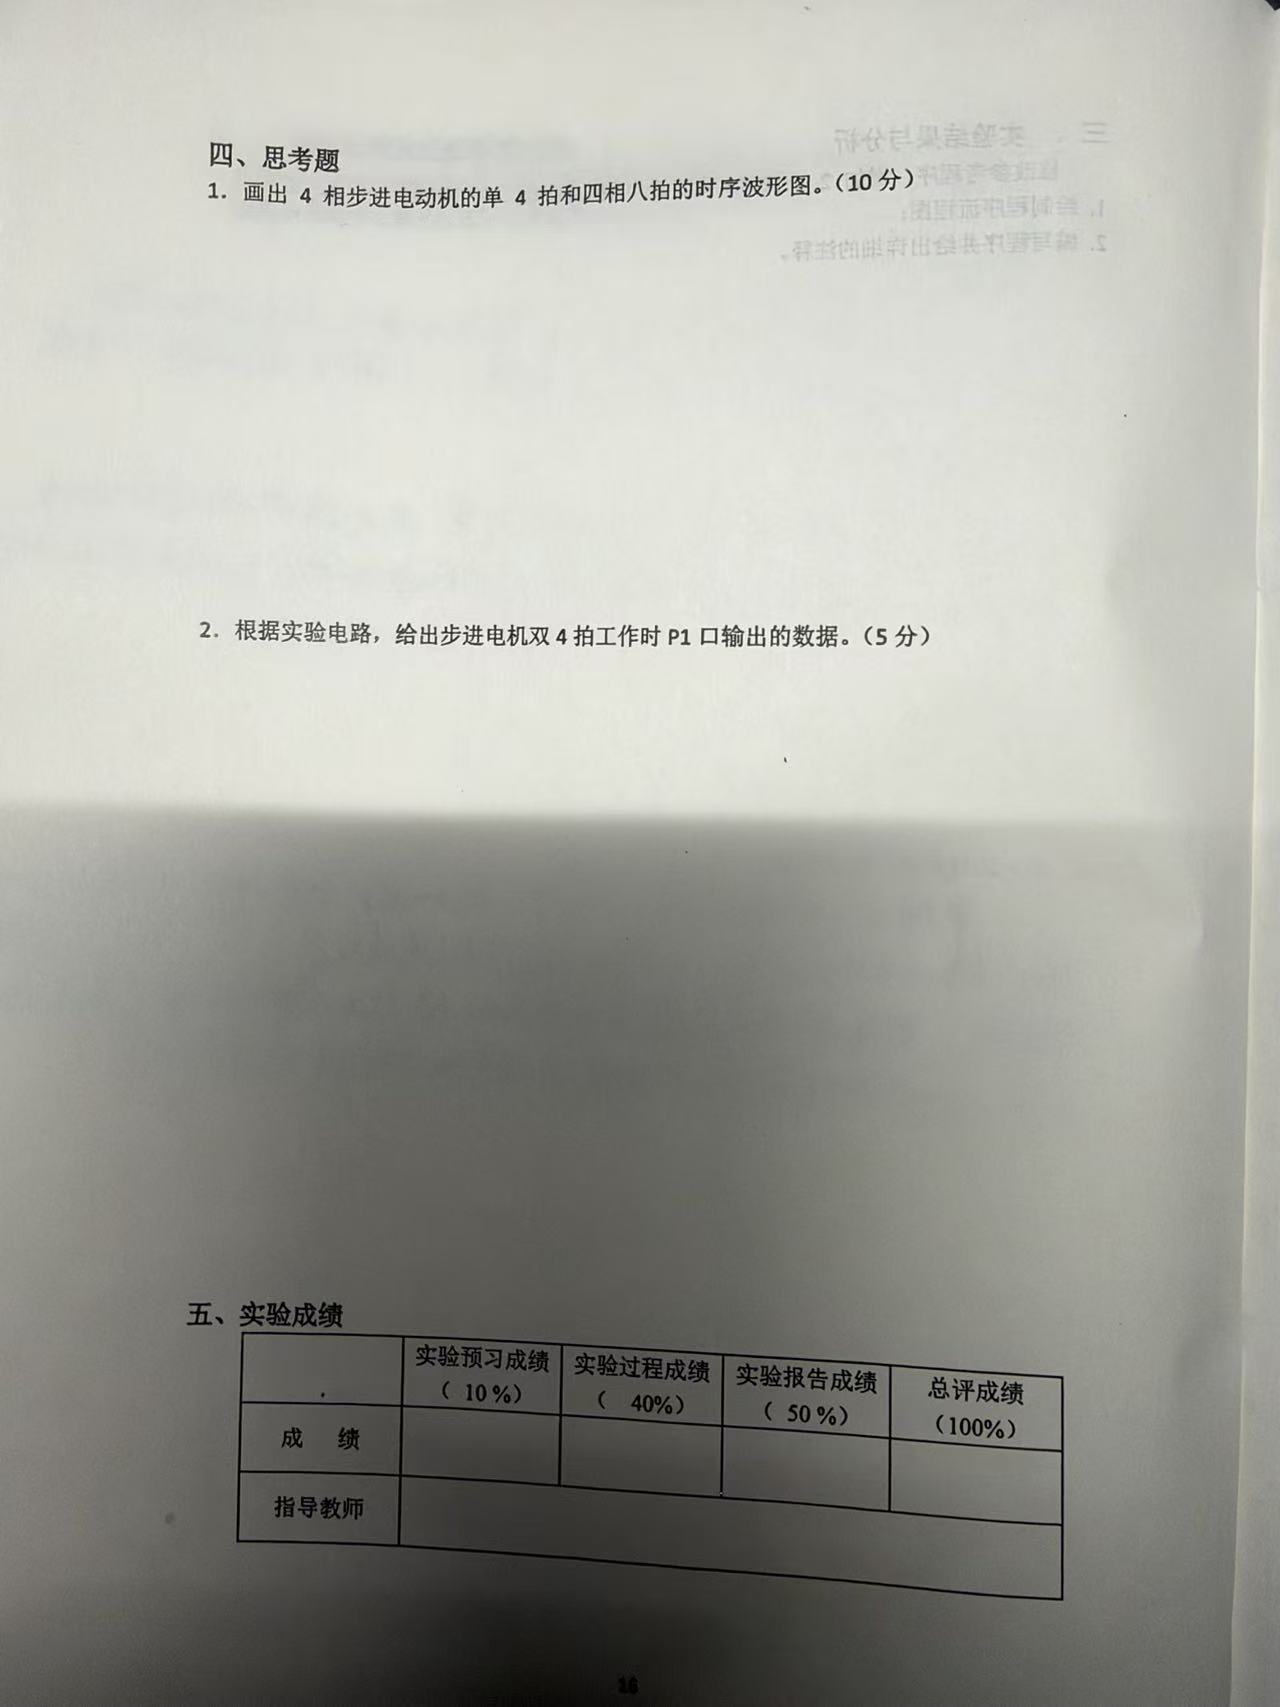 四、思考题
1. 画出 4 相步进电动机的单 4 拍和四相八拍的时序波形图。（10 分）
2. 根据实验电路，给出步进电机双 4 拍工作时 P1 口输出的数据。（5 分）
五、实验成绩
实验预习成绩 实验过程成绩 实验报告成绩 总评成绩
（ 10 %） （ 40%） （ 50 %） （100%）
成 绩
指导教师
16